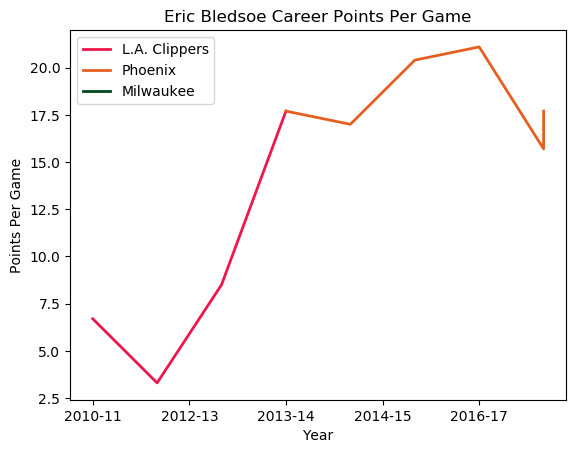 Eric Bledsoe Career Points Per Game
L.A. Clippers
Phoenix
Milwaukee
Points Per Game
20.0
17.5
15.0
12.5
10.0
7.5
5.0
2.5
2010-11 2012-13 2013-14 2014-15 2016-17
Year